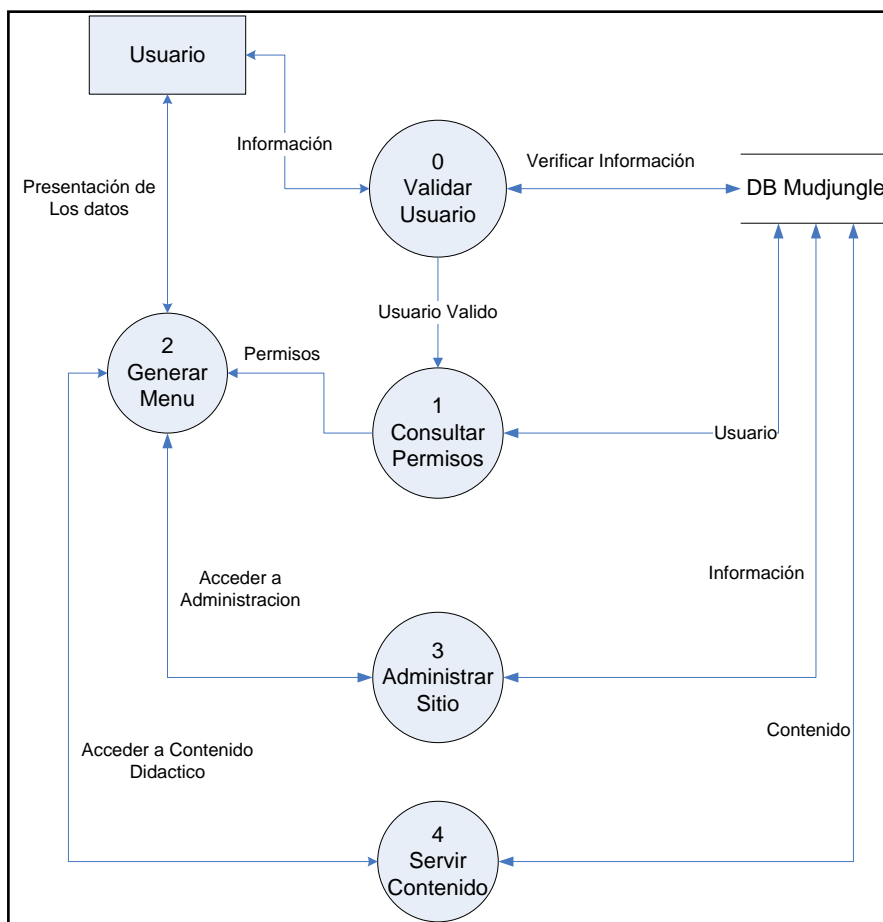 Usuario
Información
0
Validar
Usuario
Verificar Información
DB Mudjungle
Presentación de
Los datos
Usuario Valido
2
Generar
Menu
Permisos
1
Consultar
Permisos
Usuario
Acceder a
Administracion
Información
3
Administrar
Sitio
Acceder a Contenido
Didactico
Contenido
4
Servir
Contenido